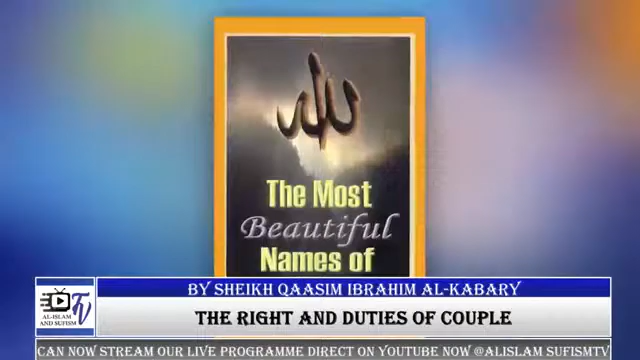 الله
The Most
Beautiful
Names of
AL-ISLAM
AND SUFISM
TV
BY SHEIKH QAASIM IBRAHIM AL-KABARY
THE RIGHT AND DUTIES OF COUPLE
CAN NOW STREAM OUR LIVE PROGRAMME DIRECT ON YOUTUBE NOW @ALISLAM SUFISMTV